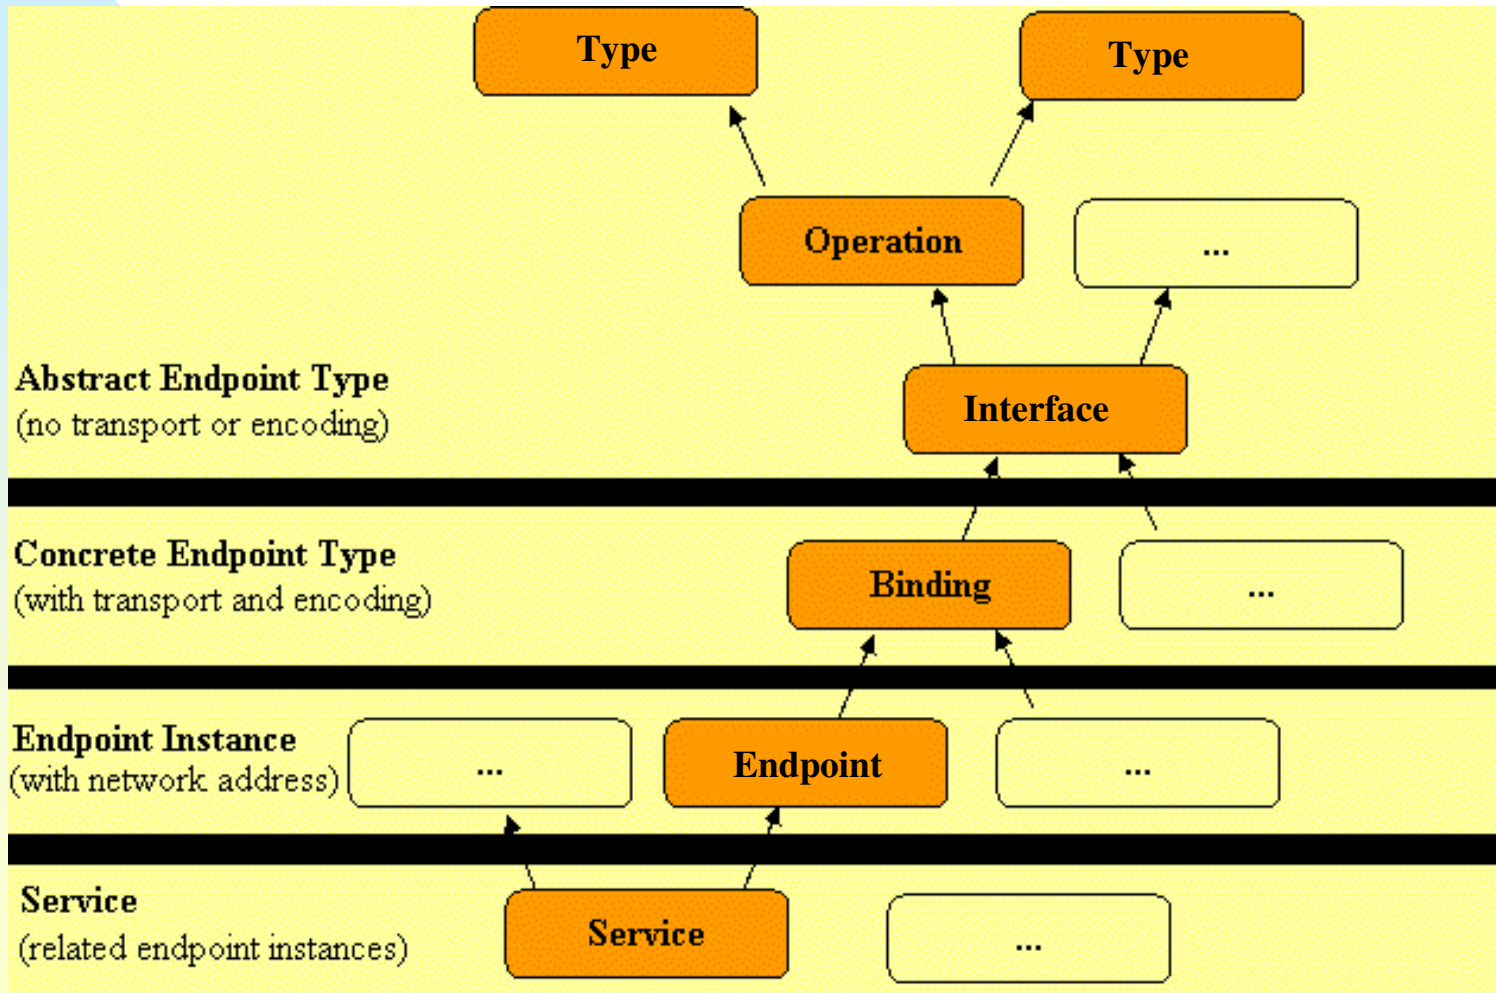 Type
Type
Operation
...
Abstract Endpoint Type
(no transport or encoding)
Interface
Concrete Endpoint Type
(with transport and encoding)
Binding
...
Endpoint Instance
(with network address)
...
Endpoint
...
Service
(related endpoint instances)
Service
...